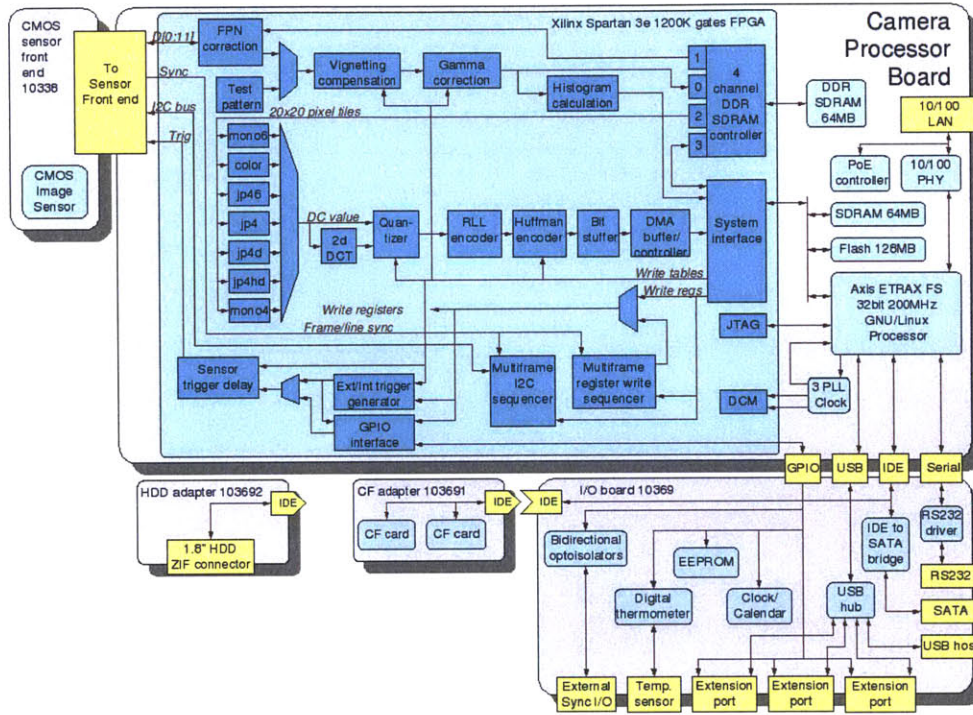 CMOS
sensor
front
end
10336
CMOS
Image
Sensor
To
Sensor
Front end
D[0:11]
Sync
I2C bus
Trig
Xilinx Spartan 3e 1200K gates FPGA
Camera
Processor
Board
FPN
correction
Test
pattern
Vignetting
compensation
Gamma
correction
Histogram
calculation
20x20 pixel tiles
1
0
2
3
4
channel
DDR
SDRAM
controller
DDR
SDRAM
64MB
10/100
LAN
PoE
controller
10/100
PHY
mono6
color
jp46
jp4
jp4d
jp4hd
mono4
DC value
2d
DCT
Quan-
tizer
RLL
encoder
Huffman
encoder
Bit
stuffer
DMA
buffer/
controller
System
interface
SDRAM 64MB
Flash 128MB
Axis ETRAX FS
32bit 200MHz
GNU/Linux
Processor
Write tables
Write regs
Write registers
Frame/line sync
JTAG
DCM
3 PLL
Clock
Sensor
trigger delay
Ext/Int trigger
generator
GPIO
interface
Multiframe
I2C
sequencer
Multiframe
register write
sequencer
GPIO
USB
IDE
Serial
HDD adapter 103692
IDE
1.8" HDD
ZIF connector
CF adapter 103691
IDE
CF card
CF card
IDE
I/O board 10369
Bidirectional
optoisolators
EEPROM
Digital
thermometer
Clock/
Calendar
USB
hub
IDE to
SATA
bridge
RS232
driver
RS232
SATA
USB host
External
Sync I/O
Temp.
sensor
Extension
port
Extension
port
Extension
port